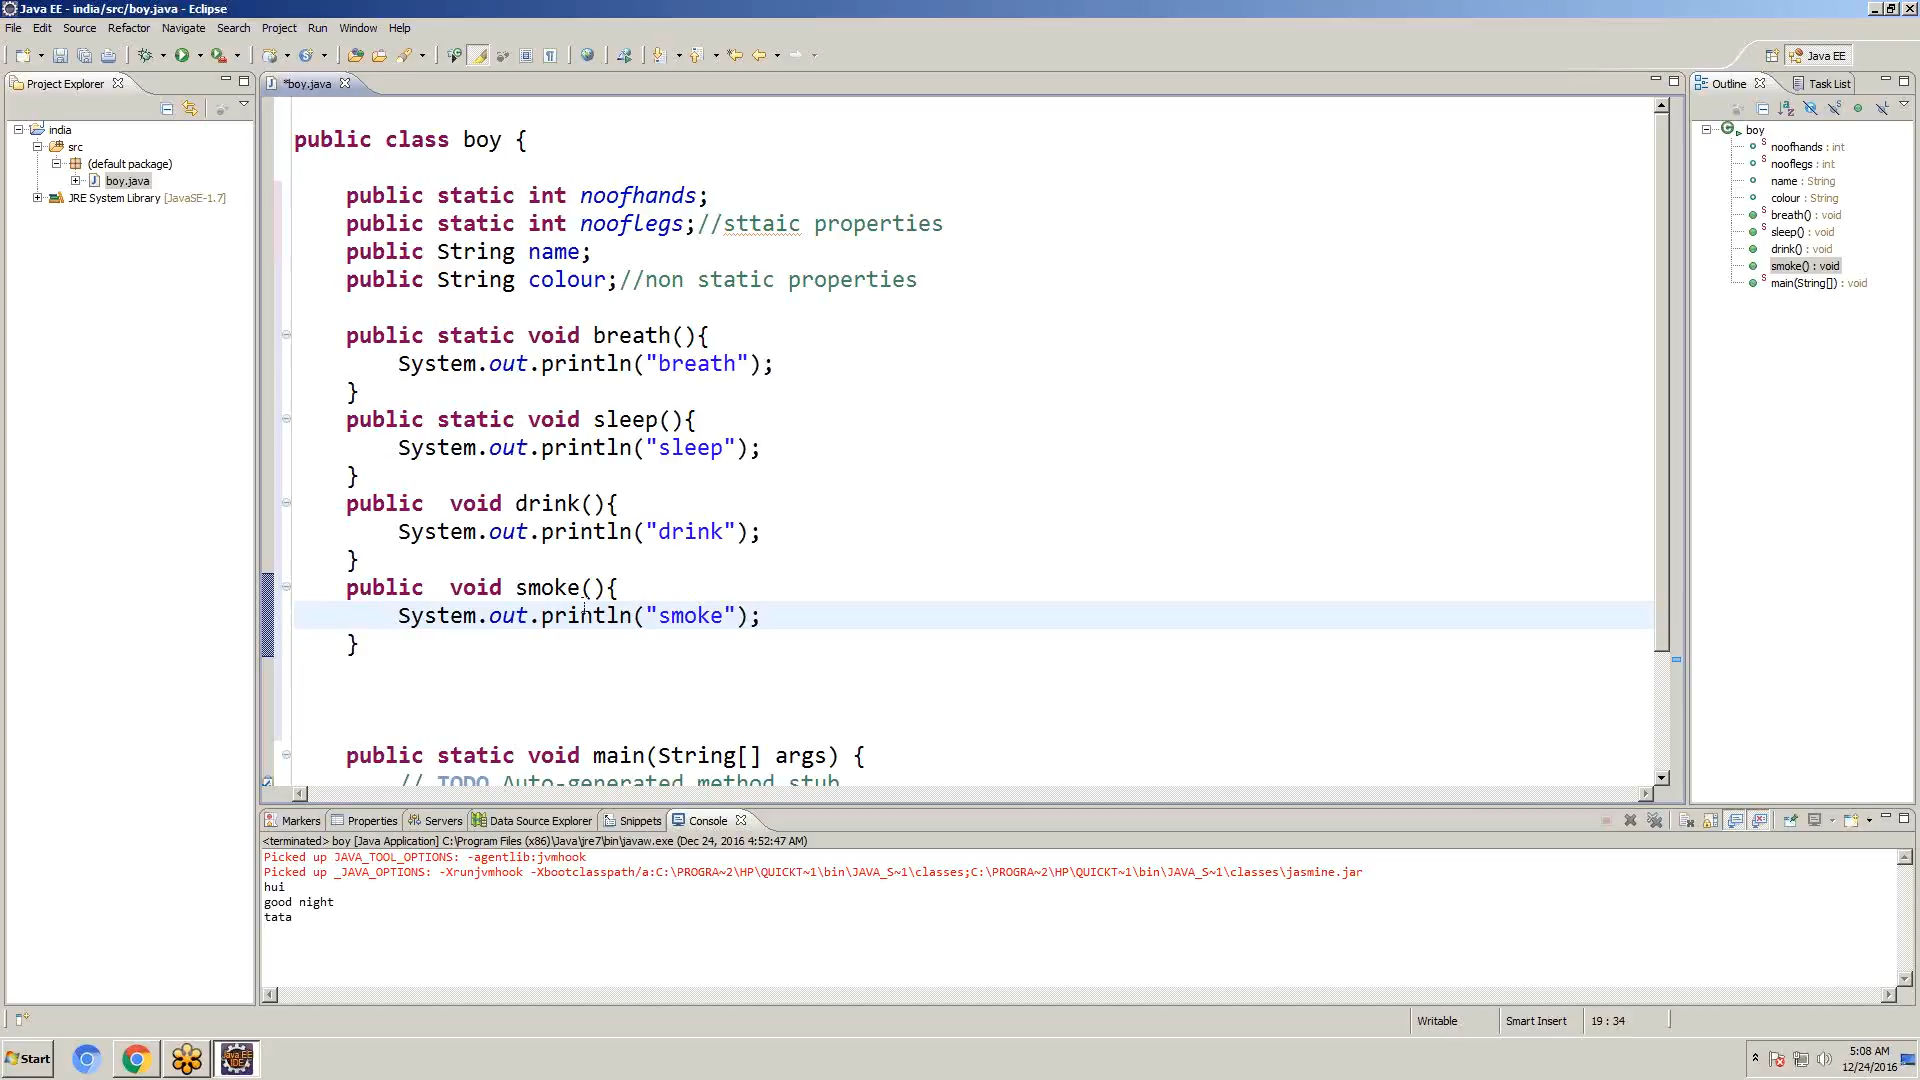 Java EE - india/src/boy.java - Eclipse
File Edit Source Refactor Navigate Search Project Run Window Help
Java EE
Project Explorer
*boy.java
Outline
Task List
india
src
(default package)
boy.java
JRE System Library [JavaSE-1.7]
public class boy {
public static int noofhands;
public static int nooflegs;//sttaic properties
public String name;
public String colour;//non static properties
public static void breath(){
System.out.println("breath");
}
public static void sleep(){
System.out.println("sleep");
}
public  void drink(){
System.out.println("drink");
}
public  void smoke(){
System.out.println("smoke");
}
public static void main(String[] args) {
// TODO Auto-generated method stub
boy
noofhands : int
nooflegs : int
name : String
colour : String
breath() : void
sleep() : void
drink() : void
smoke() : void
main(String[]) : void
Markers Properties Servers Data Source Explorer Snippets Console
<terminated> boy [Java Application] C:\Program Files (x86)\Java\jre7\bin\javaw.exe (Dec 24, 2016 4:52:47 AM)
Picked up JAVA_TOOL_OPTIONS: -agentlib:jvmhook
Picked up _JAVA_OPTIONS: -Xrunjvmhook -Xbootclasspath/a:C:\PROGRA~2\HP\QUICKT~1\bin\JAVA_S~1\classes;C:\PROGRA~2\HP\QUICKT~1\bin\JAVA_S~1\classes\jasmine.jar
hui
good night
tata
Writable
Smart Insert
19 : 34
Start
Java EE
IDE
5:08 AM
12/24/2016